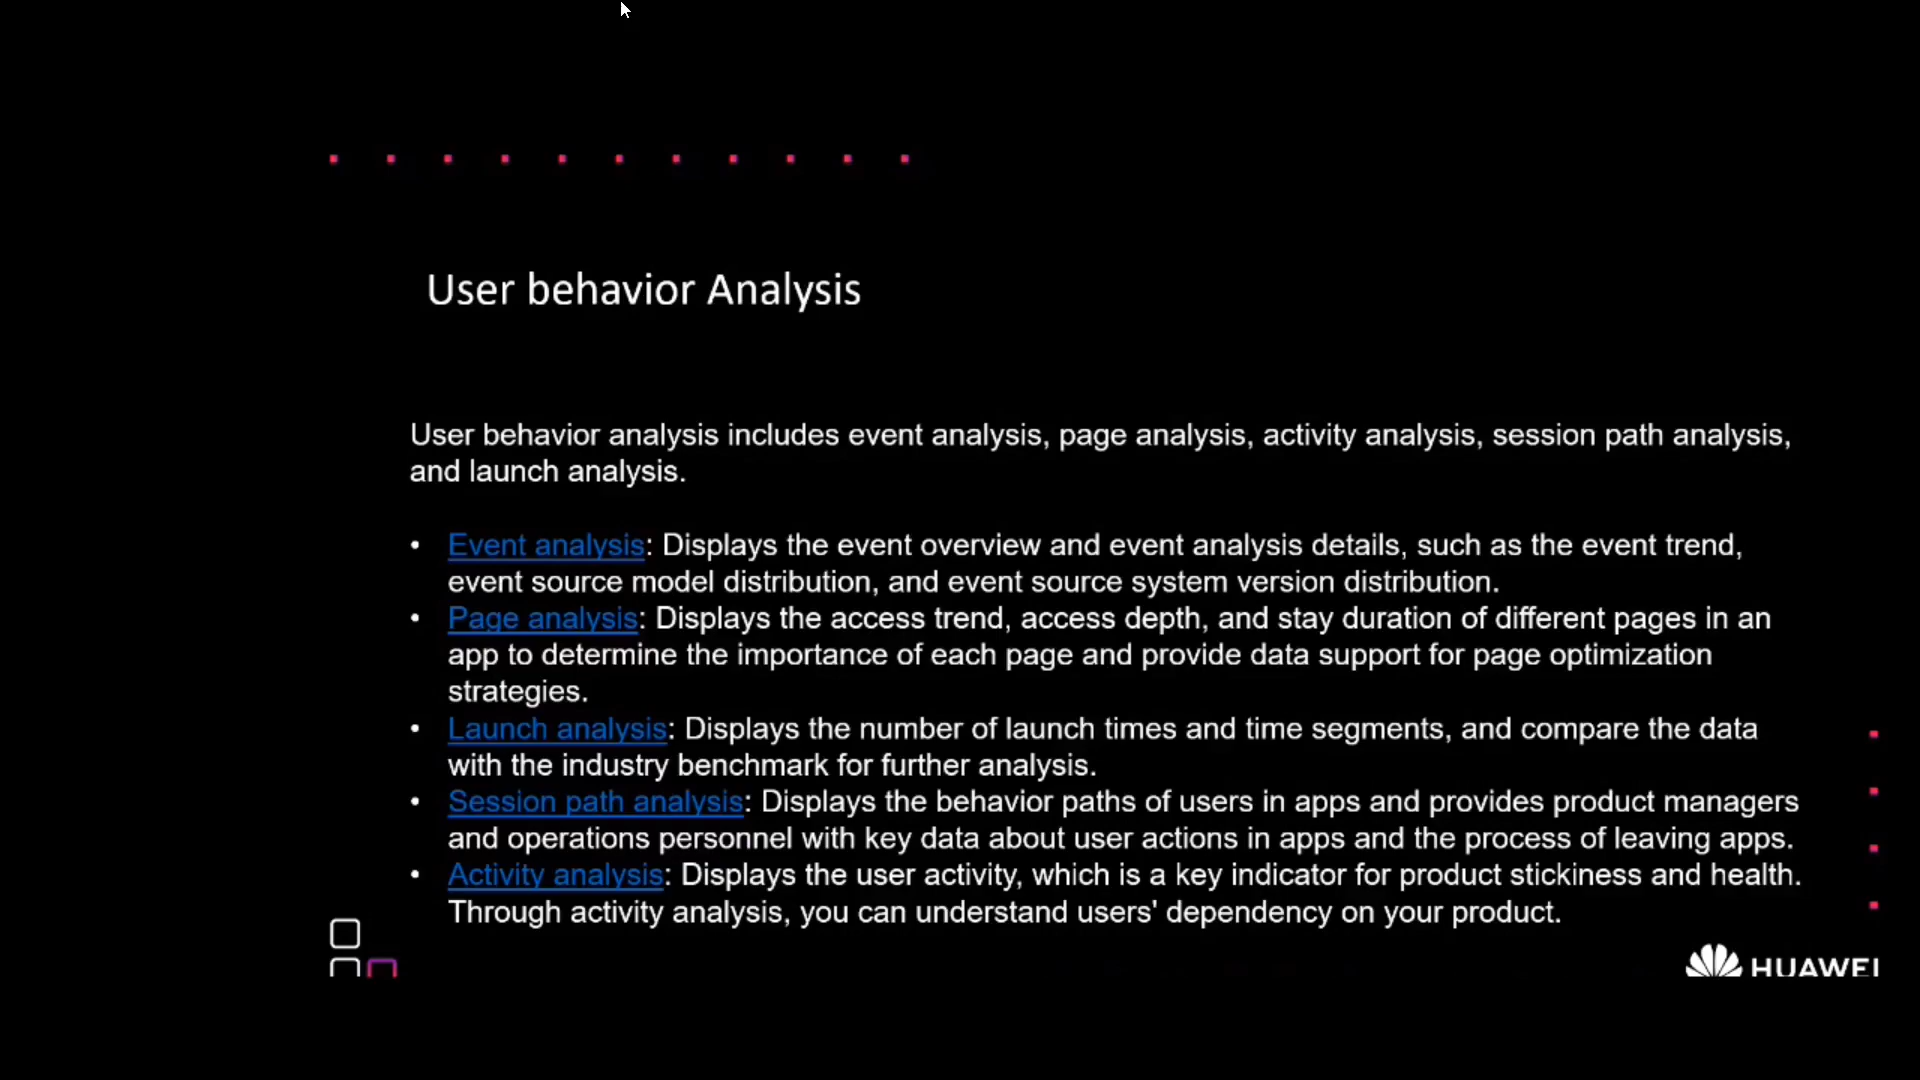 User behavior Analysis
User behavior analysis includes event analysis, page analysis, activity analysis, session path analysis,
and launch analysis.
• Event analysis: Displays the event overview and event analysis details, such as the event trend,
event source model distribution, and event source system version distribution.
• Page analysis: Displays the access trend, access depth, and stay duration of different pages in an
app to determine the importance of each page and provide data support for page optimization
strategies.
• Launch analysis: Displays the number of launch times and time segments, and compare the data
with the industry benchmark for further analysis.
• Session path analysis: Displays the behavior paths of users in apps and provides product managers
and operations personnel with key data about user actions in apps and the process of leaving apps.
• Activity analysis: Displays the user activity, which is a key indicator for product stickiness and health.
Through activity analysis, you can understand users' dependency on your product.
HUAWEI